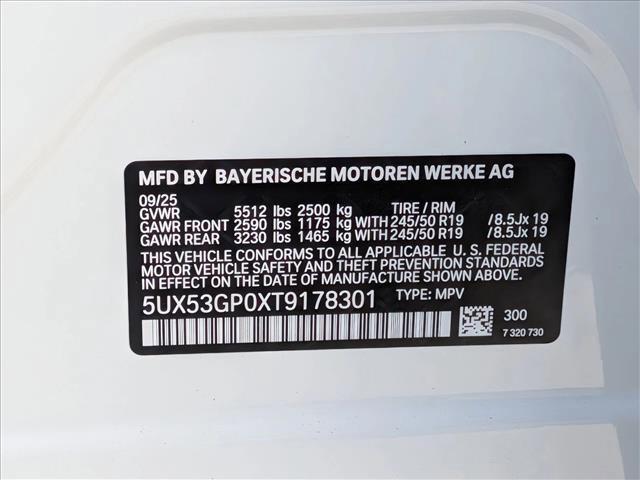 MFD BY BAYERISCHE MOTOREN WERKE AG
09/25
GVWR 5512 lbs 2500 kg TIRE / RIM
GAWR FRONT 2590 lbs 1175 kg WITH 245/50 R19 /8.5Jx 19
GAWR REAR 3230 lbs 1465 kg WITH 245/50 R19 /8.5Jx 19
THIS VEHICLE CONFORMS TO ALL APPLICABLE U. S. FEDERAL
MOTOR VEHICLE SAFETY AND THEFT PREVENTION STANDARDS
IN EFFECT ON THE DATE OF MANUFACTURE SHOWN ABOVE.
5UX53GP0XT9178301 TYPE: MPV
300
7 320 730